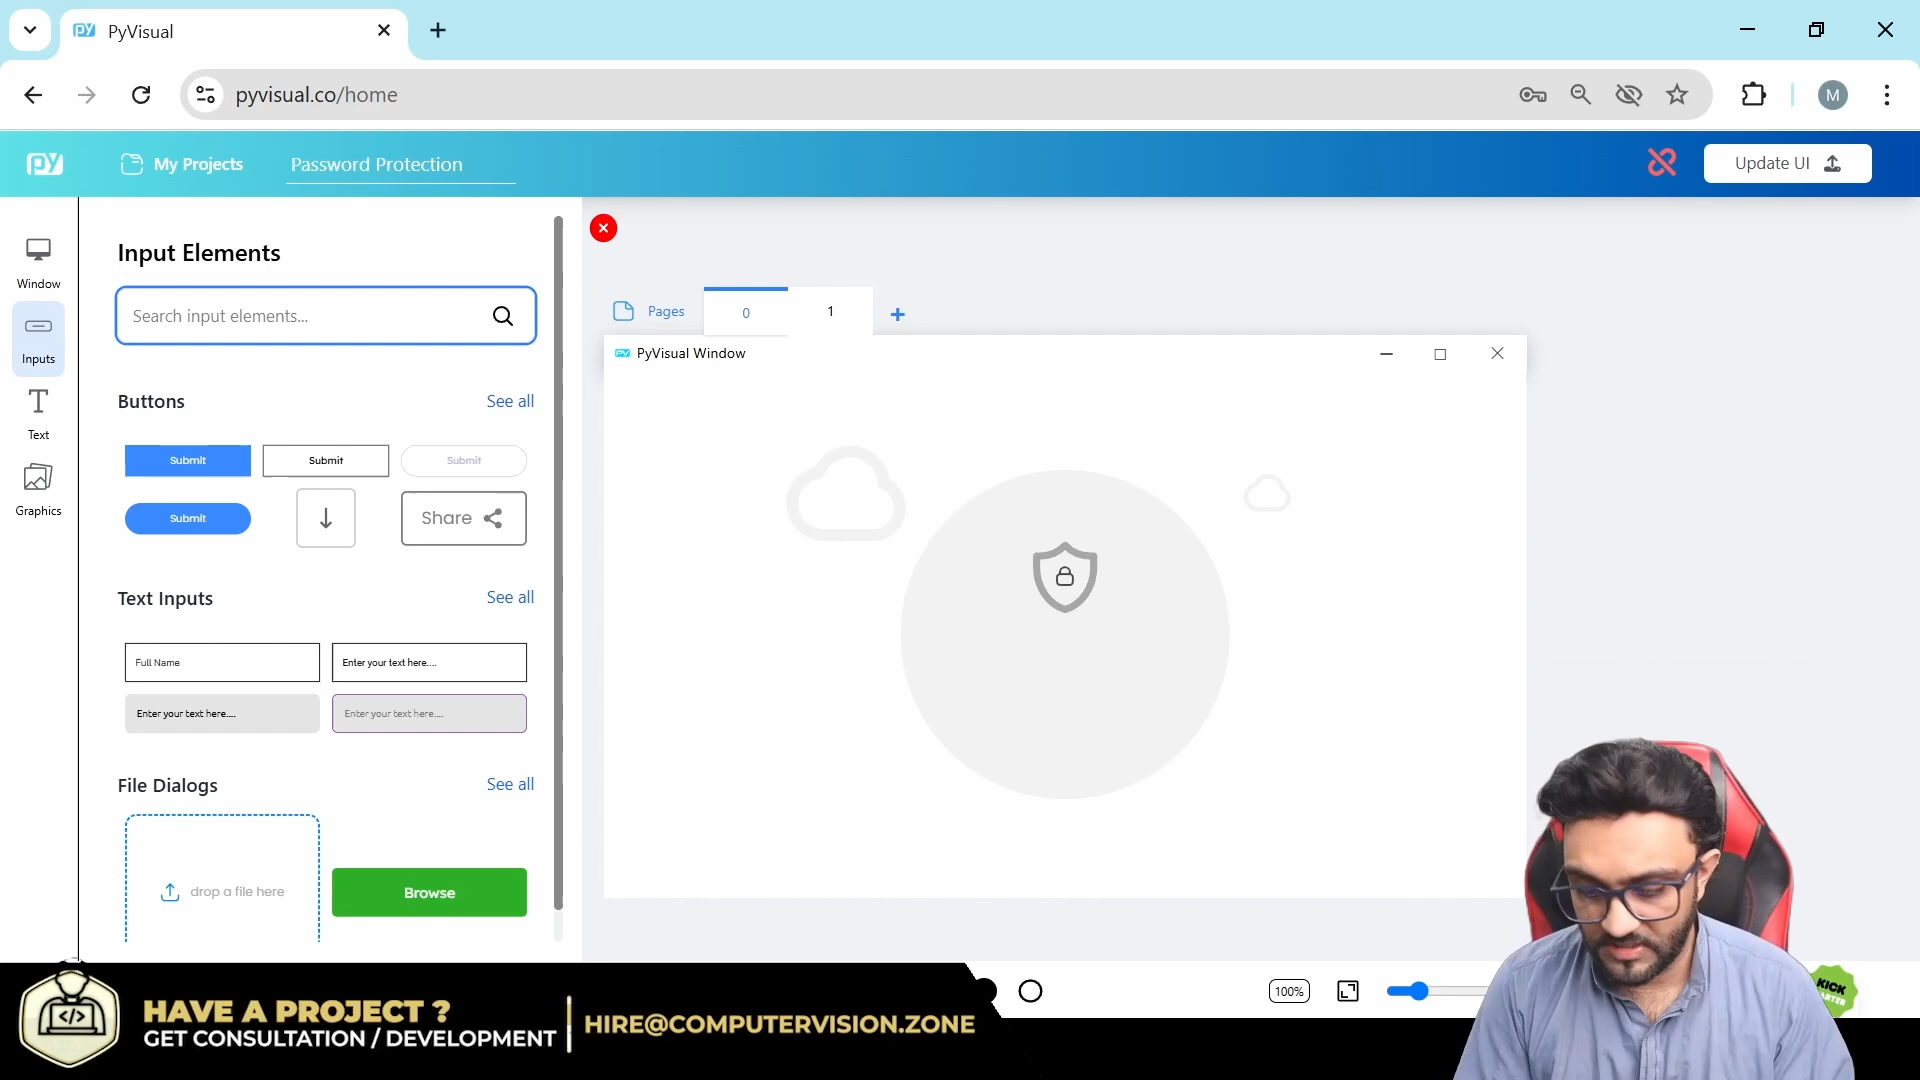 PyVisual
pyvisual.co/home
M
py
My Projects
Password Protection
Update UI
Window
Inputs
Text
Graphics
Input Elements
Search input elements...
Buttons
See all
Submit
Submit
Submit
Submit
Share
Text Inputs
See all
Full Name
Enter your text here....
Enter your text here....
Enter your text here....
File Dialogs
See all
drop a file here
Browse
Pages
0
1
+
PyVisual Window
100%
HAVE A PROJECT ?
GET CONSULTATION / DEVELOPMENT
HIRE@COMPUTERVISION.ZONE
KICK